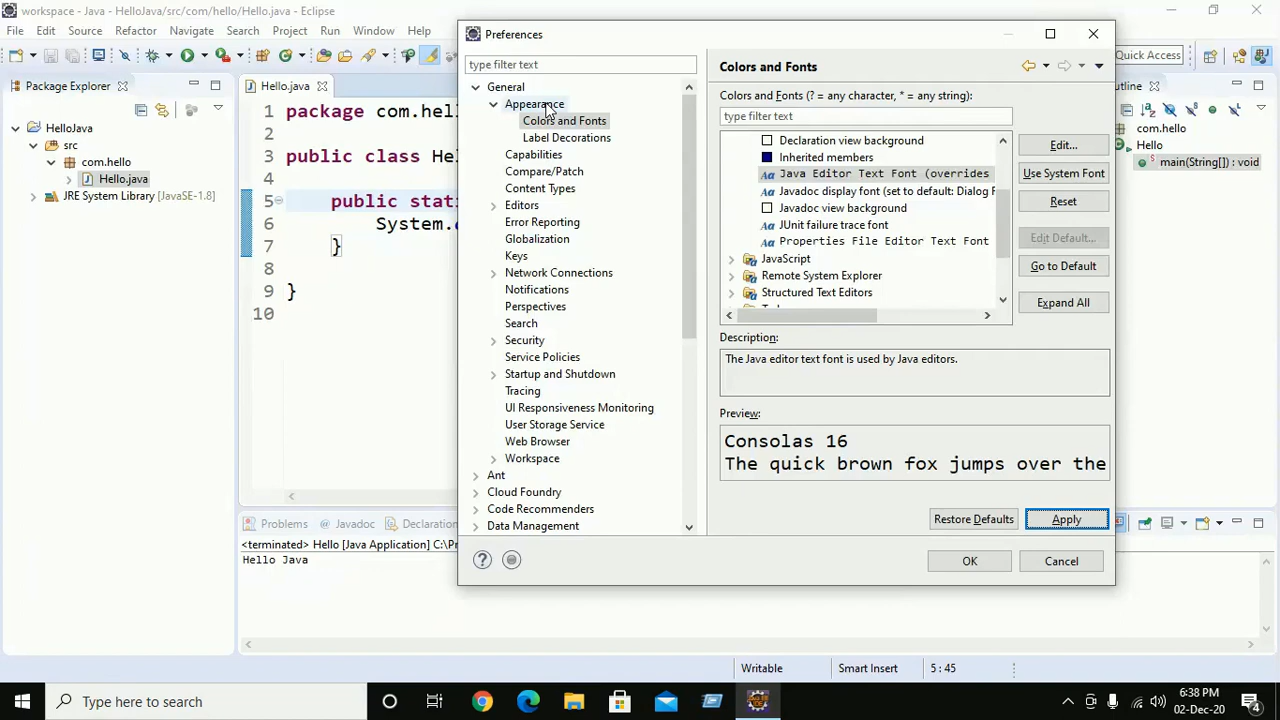 workspace - HelloJava/src/com/hello/Hello.java - Eclipse
File Edit Source Refactor Navigate Search Project Run Window Help
Quick Access
Package Explorer
HelloJava
src
com.hello
Hello.java
JRE System Library [JavaSE-1.8]
Hello.java
1 package com.hell
2
3 public class He
4
5 public stat
6 System.
7 }
8
9 }
10
Preferences
type filter text
General
Appearance
Colors and Fonts
Label Decorations
Capabilities
Compare/Patch
Content Types
Editors
Error Reporting
Globalization
Keys
Network Connections
Notifications
Perspectives
Search
Security
Service Policies
Startup and Shutdown
Tracing
UI Responsiveness Monitoring
User Storage Service
Web Browser
Workspace
Ant
Cloud Foundry
Code Recommenders
Data Management
Colors and Fonts
Colors and Fonts (? = any character, * = any string):
type filter text
Declaration view background
Inherited members
Java Editor Text Font (overrides
Javadoc display font (set to default: Dialog F
Javadoc view background
JUnit failure trace font
Properties File Editor Text Font
JavaScript
Remote System Explorer
Structured Text Editors
Edit...
Use System Font
Reset
Edit Default...
Go to Default
Expand All
Description:
The Java editor text font is used by Java editors.
Preview:
Consolas 16
The quick brown fox jumps over the
Restore Defaults Apply
OK Cancel
utline
com.hello
Hello
main(String[]) : void
Problems Javadoc Declaration
<terminated> Hello [Java Application] C:\P
Hello Java
Writable Smart Insert 5 : 45
Type here to search
6:38 PM
02-Dec-20
4